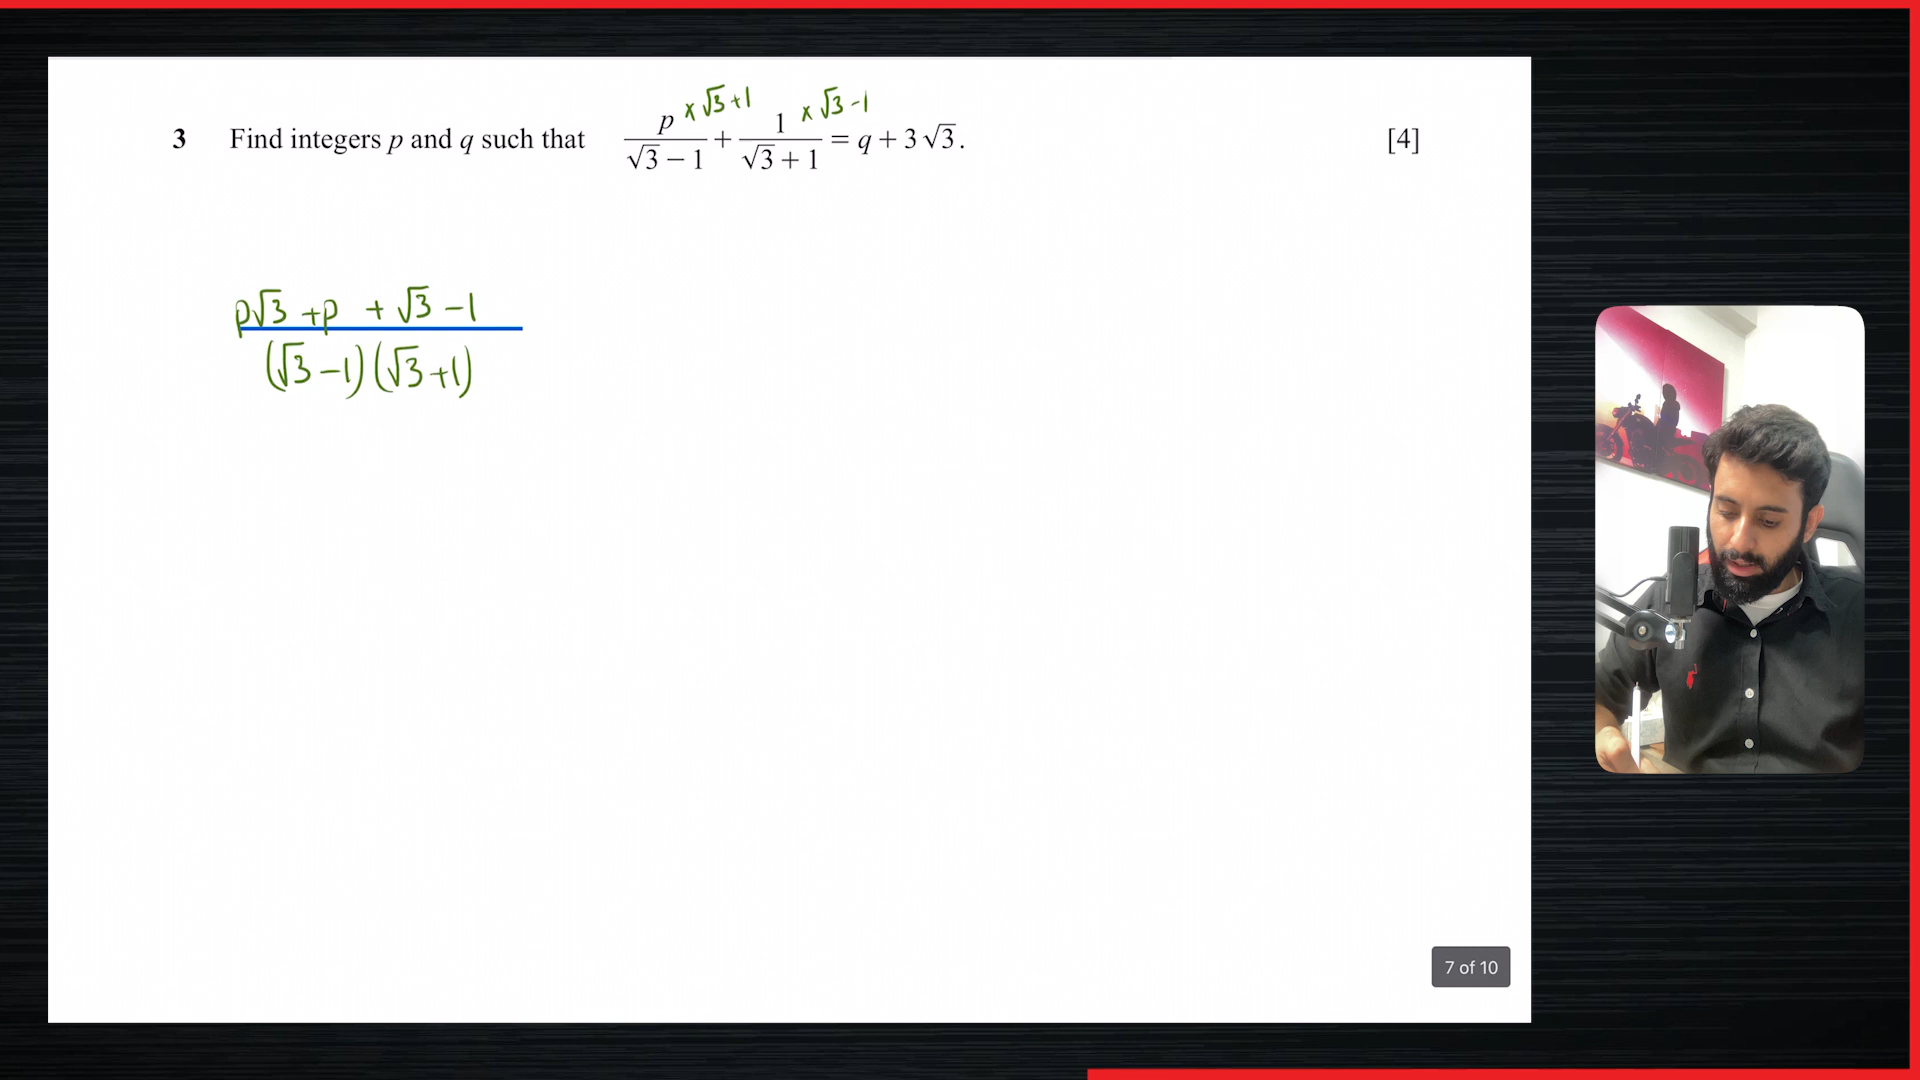 × √3 +1 × √3 -1
3 Find integers p and q such that p/(√3 − 1) + 1/(√3 + 1) = q + 3√3. [4]
p√3 +p + √3 -1
(√3 -1)(√3 +1)
7 of 10